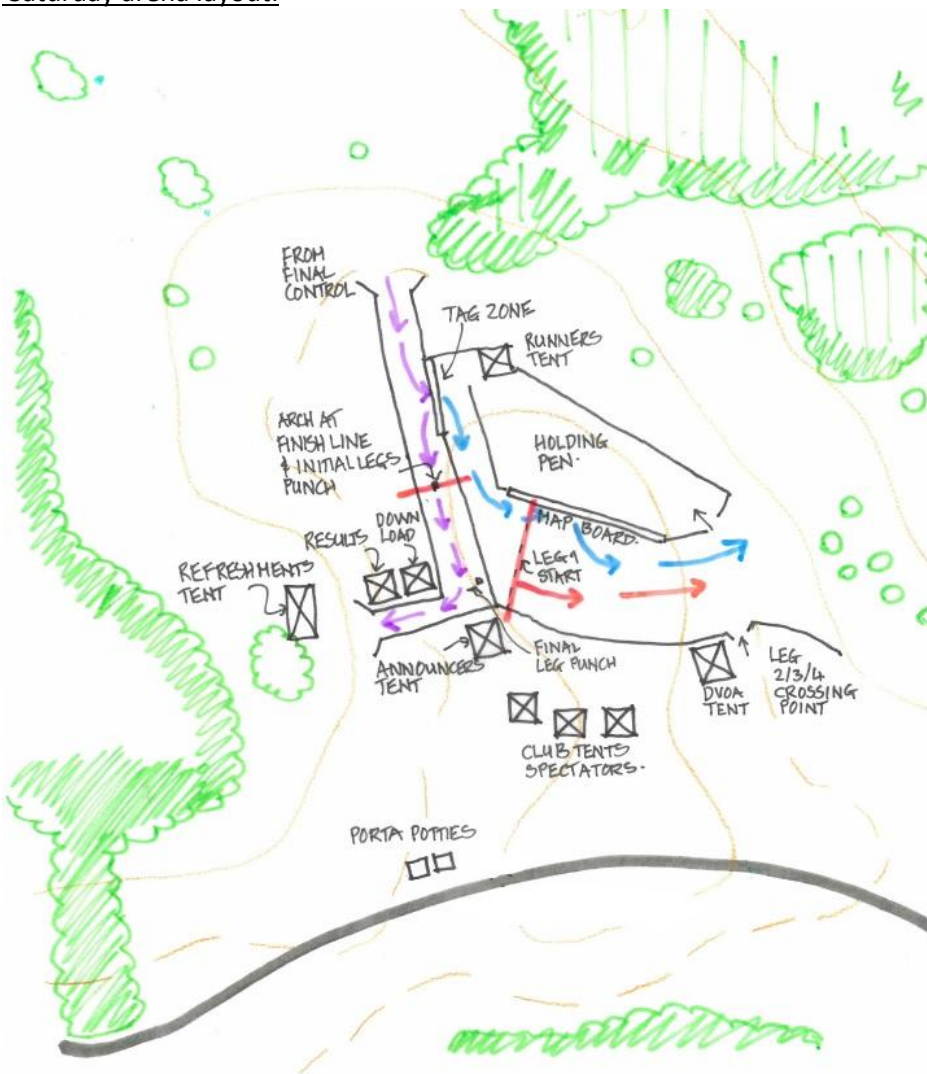 Saturday arena layout:
FROM
FINAL
CONTROL
TAG ZONE
RUNNERS
TENT
ARCH AT
FINISH LINE
& INITIAL LEGS
PUNCH
HOLDING
PEN.
MAP BOARD.
RESULTS
DOWN
LOAD
LEG 1
START
REFRESHMENTS
TENT
ANNOUNCERS
TENT
FINAL
LEG PUNCH
DVOA
TENT
LEG
2/3/4
CROSSING
POINT
CLUB TENTS
SPECTATORS.
PORTA POTTIES